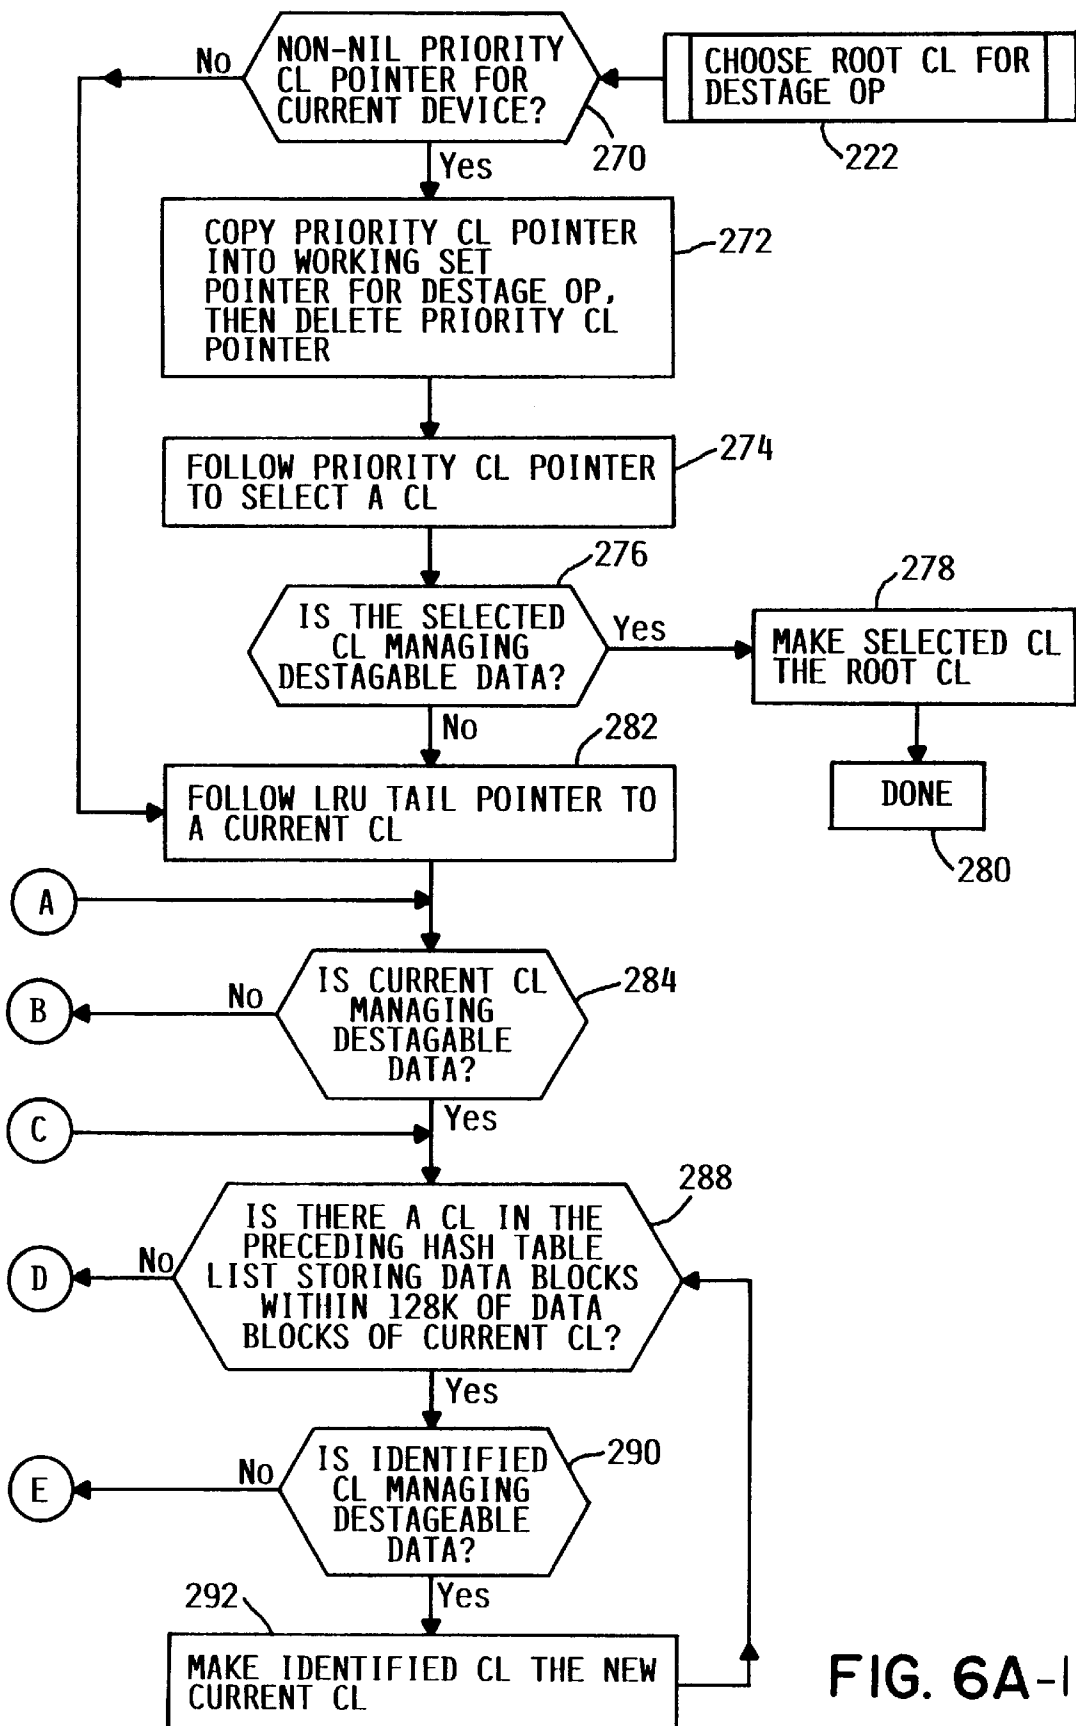 No
NON-NIL PRIORITY
CL POINTER FOR
CURRENT DEVICE?
270
CHOOSE ROOT CL FOR
DESTAGE OP
222
Yes
COPY PRIORITY CL POINTER
INTO WORKING SET
POINTER FOR DESTAGE OP,
THEN DELETE PRIORITY CL
POINTER
272
FOLLOW PRIORITY CL POINTER
TO SELECT A CL
274
276
IS THE SELECTED
CL MANAGING
DESTAGABLE DATA?
Yes
278
MAKE SELECTED CL
THE ROOT CL
No
282
FOLLOW LRU TAIL POINTER TO
A CURRENT CL
DONE
280
A
B
No
IS CURRENT CL
MANAGING
DESTAGABLE
DATA?
284
C
Yes
288
D
No
IS THERE A CL IN THE
PRECEDING HASH TABLE
LIST STORING DATA BLOCKS
WITHIN 128K OF DATA
BLOCKS OF CURRENT CL?
Yes
E
No
IS IDENTIFIED
CL MANAGING
DESTAGEABLE
DATA?
290
Yes
292
MAKE IDENTIFIED CL THE NEW
CURRENT CL
FIG. 6A-1